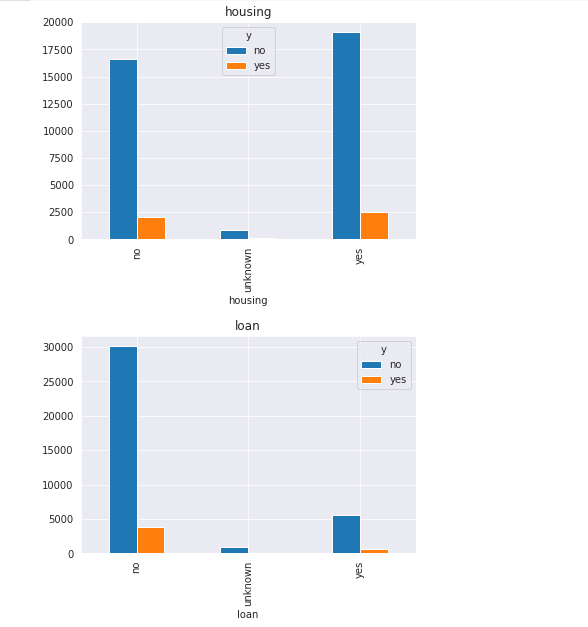 housing
20000
17500
15000
12500
10000
7500
5000
2500
0
y
no
yes
no
unknown
yes
housing
loan
30000
25000
20000
15000
10000
5000
0
y
no
yes
no
unknown
yes
loan